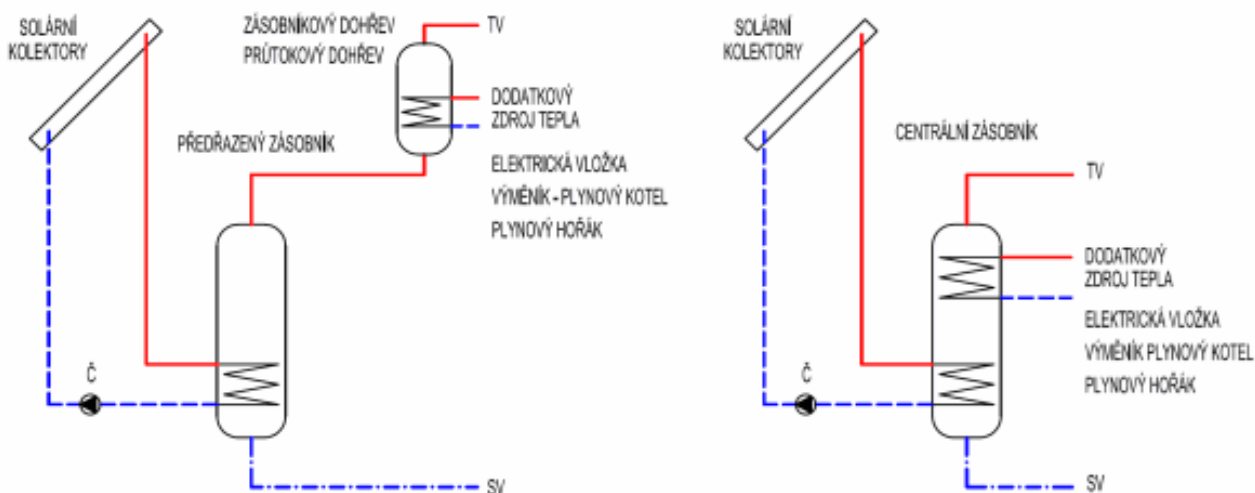 SOLÁRNÍ
KOLEKTORY
ZÁSOBNÍKOVÝ DOHŘEV
PRŮTOKOVÝ DOHŘEV
TV
DODATKOVÝ
ZDROJ TEPLA
PŘEDŘAZENÝ ZÁSOBNÍK
ELEKTRICKÁ VLOŽKA
VÝMĚNÍK - PLYNOVÝ KOTEL
PLYNOVÝ HOŘÁK
Č
SV
SOLÁRNÍ
KOLEKTORY
CENTRÁLNÍ ZÁSOBNÍK
TV
DODATKOVÝ
ZDROJ TEPLA
ELEKTRICKÁ VLOŽKA
VÝMĚNÍK PLYNOVÝ KOTEL
PLYNOVÝ HOŘÁK
Č
SV